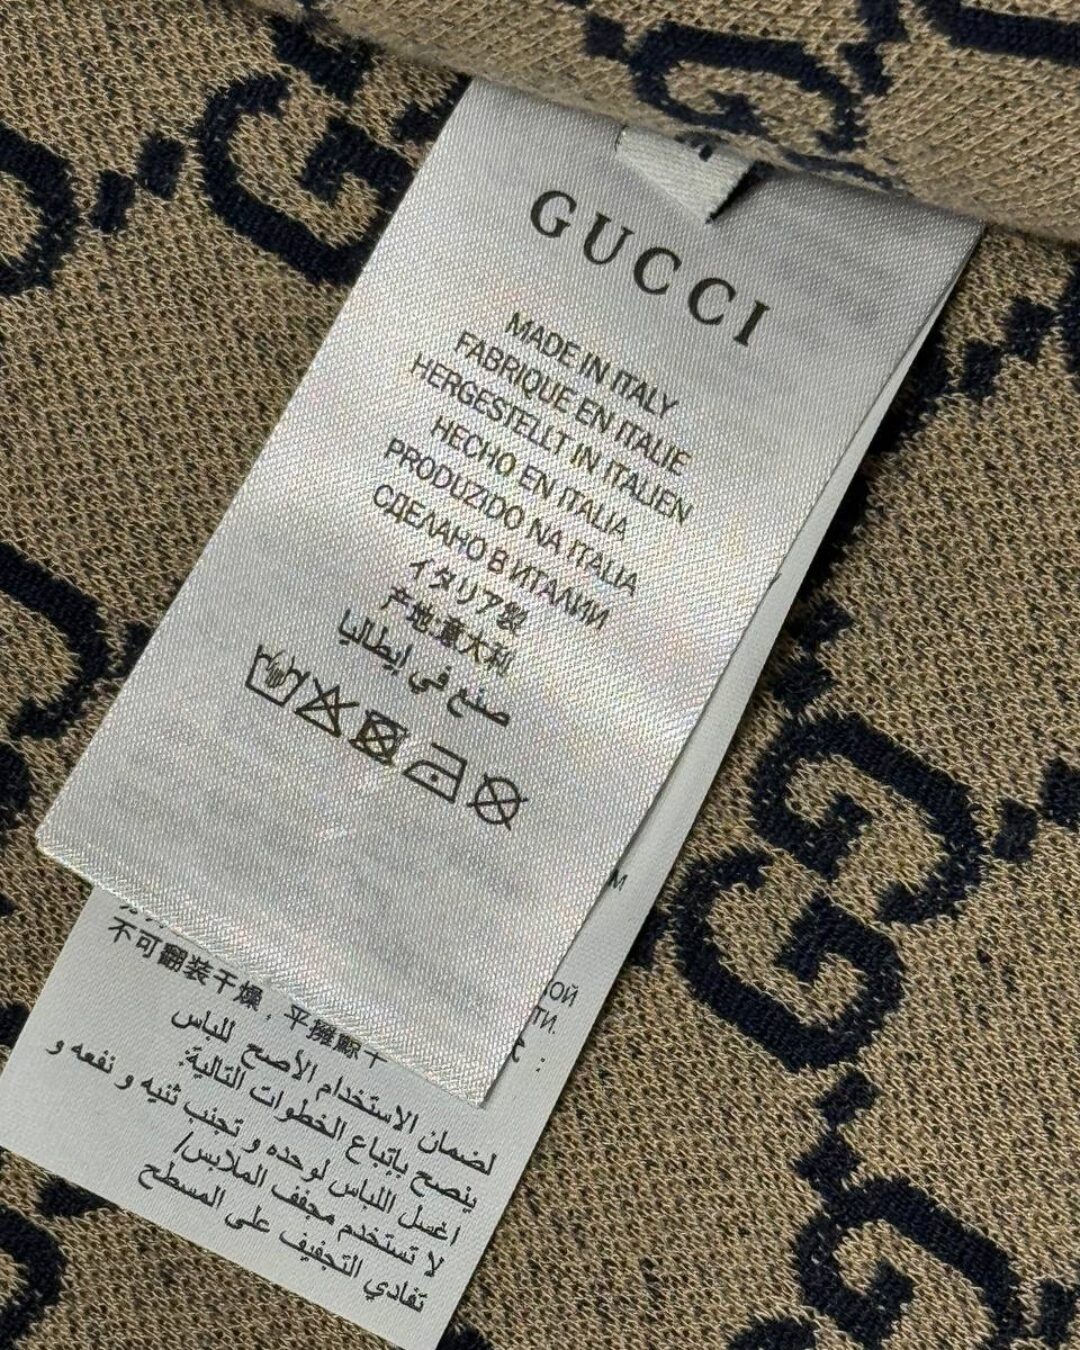 GUCCI
MADE IN ITALY
FABRIQUE EN ITALIE
HERGESTELLT IN ITALIEN
HECHO EN ITALIA
PRODUZIDO NA ITALIA
СДЕЛАНО В ИТАЛИИ
イタリア製
产地:意大利
صنع في إيطاليا
不可翻装干燥，平摊晾干
لضمان الاستخدام الأصح للباس
ينصح بإتباع الخطوات التالية:
اغسل اللباس لوحده و تجنب ثنيه و نفعه و
لا تستخدم مجفف الملابس/
تفادي التجفيف على المسطح